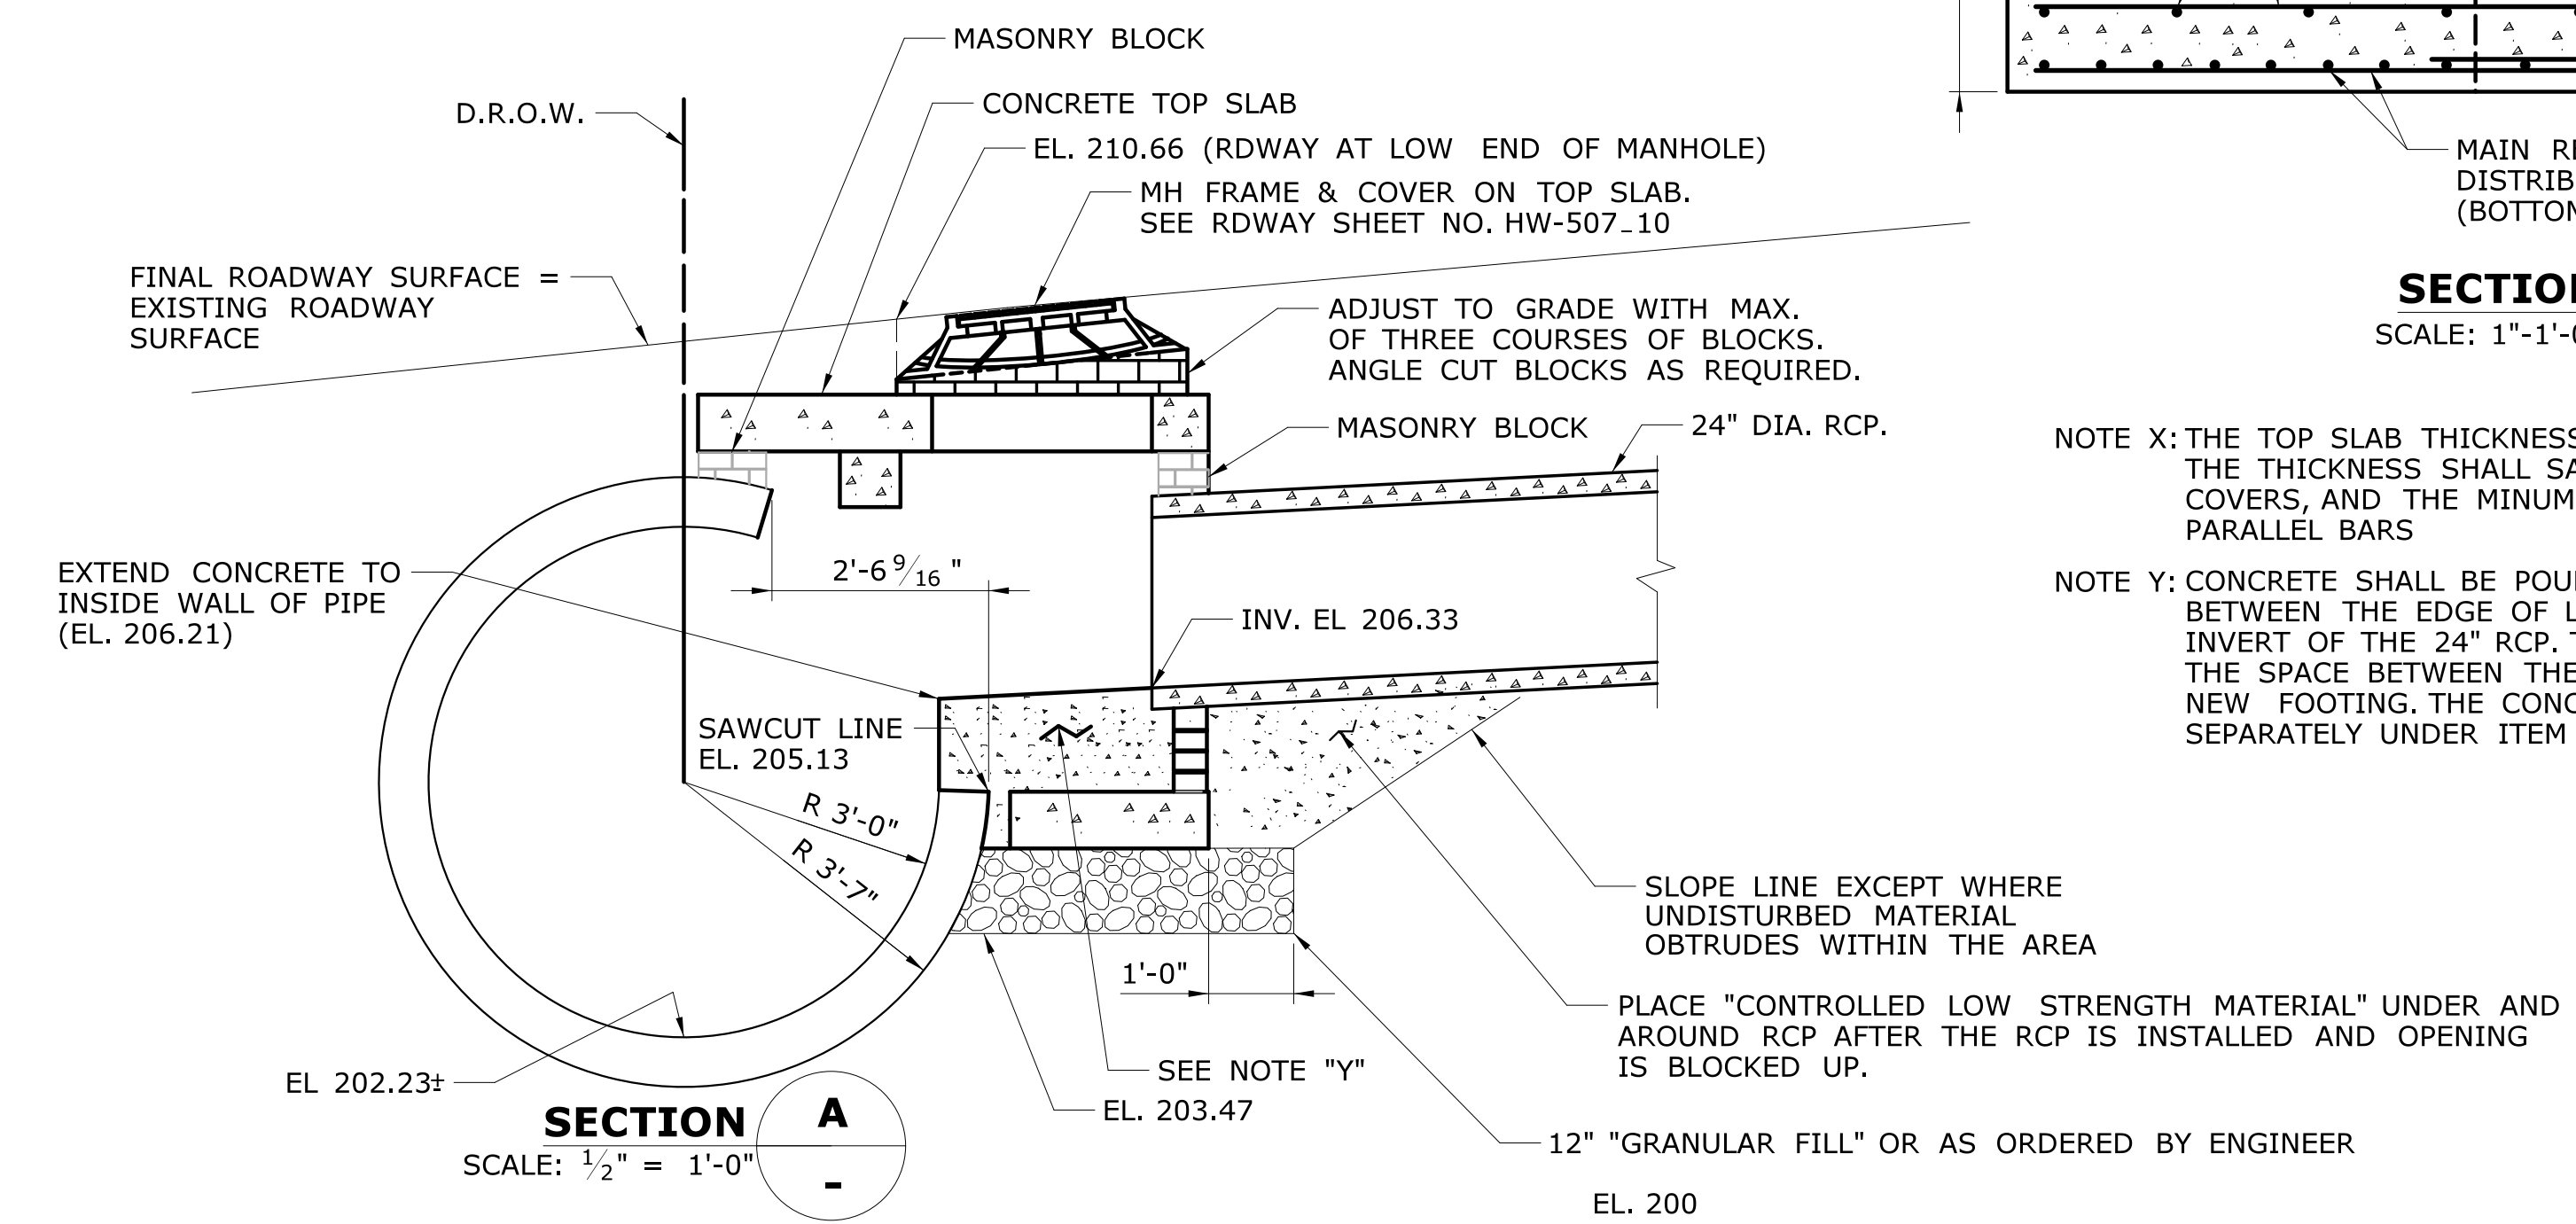 MASONRY BLOCK
CONCRETE TOP SLAB
D.R.O.W.
EL. 210.66 (RDWAY AT LOW END OF MANHOLE)
MH FRAME & COVER ON TOP SLAB.
SEE RDWAY SHEET NO. HW-507_10
FINAL ROADWAY SURFACE =
EXISTING ROADWAY
SURFACE
ADJUST TO GRADE WITH MAX.
OF THREE COURSES OF BLOCKS.
ANGLE CUT BLOCKS AS REQUIRED.
MASONRY BLOCK
24" DIA. RCP.
2'-6 9/16 "
EXTEND CONCRETE TO
INSIDE WALL OF PIPE
(EL. 206.21)
INV. EL 206.33
SAWCUT LINE
EL. 205.13
R 3'-0"
R 3'-7"
SLOPE LINE EXCEPT WHERE
UNDISTURBED MATERIAL
OBTRUDES WITHIN THE AREA
1'-0"
PLACE "CONTROLLED LOW STRENGTH MATERIAL" UNDER AND
AROUND RCP AFTER THE RCP IS INSTALLED AND OPENING
IS BLOCKED UP.
SEE NOTE "Y"
EL 202.23±
EL. 203.47
12" "GRANULAR FILL" OR AS ORDERED BY ENGINEER
EL. 200
SECTION
A
SCALE: 1/2" = 1'-0"
-
MAIN RE
DISTRIB
(BOTTOM
SECTION
SCALE: 1"-1'-0
NOTE X: THE TOP SLAB THICKNESS
THE THICKNESS SHALL SA
COVERS, AND THE MINUM
PARALLEL BARS
NOTE Y: CONCRETE SHALL BE POU
BETWEEN THE EDGE OF L
INVERT OF THE 24" RCP. T
THE SPACE BETWEEN THE
NEW FOOTING. THE CONC
SEPARATELY UNDER ITEM